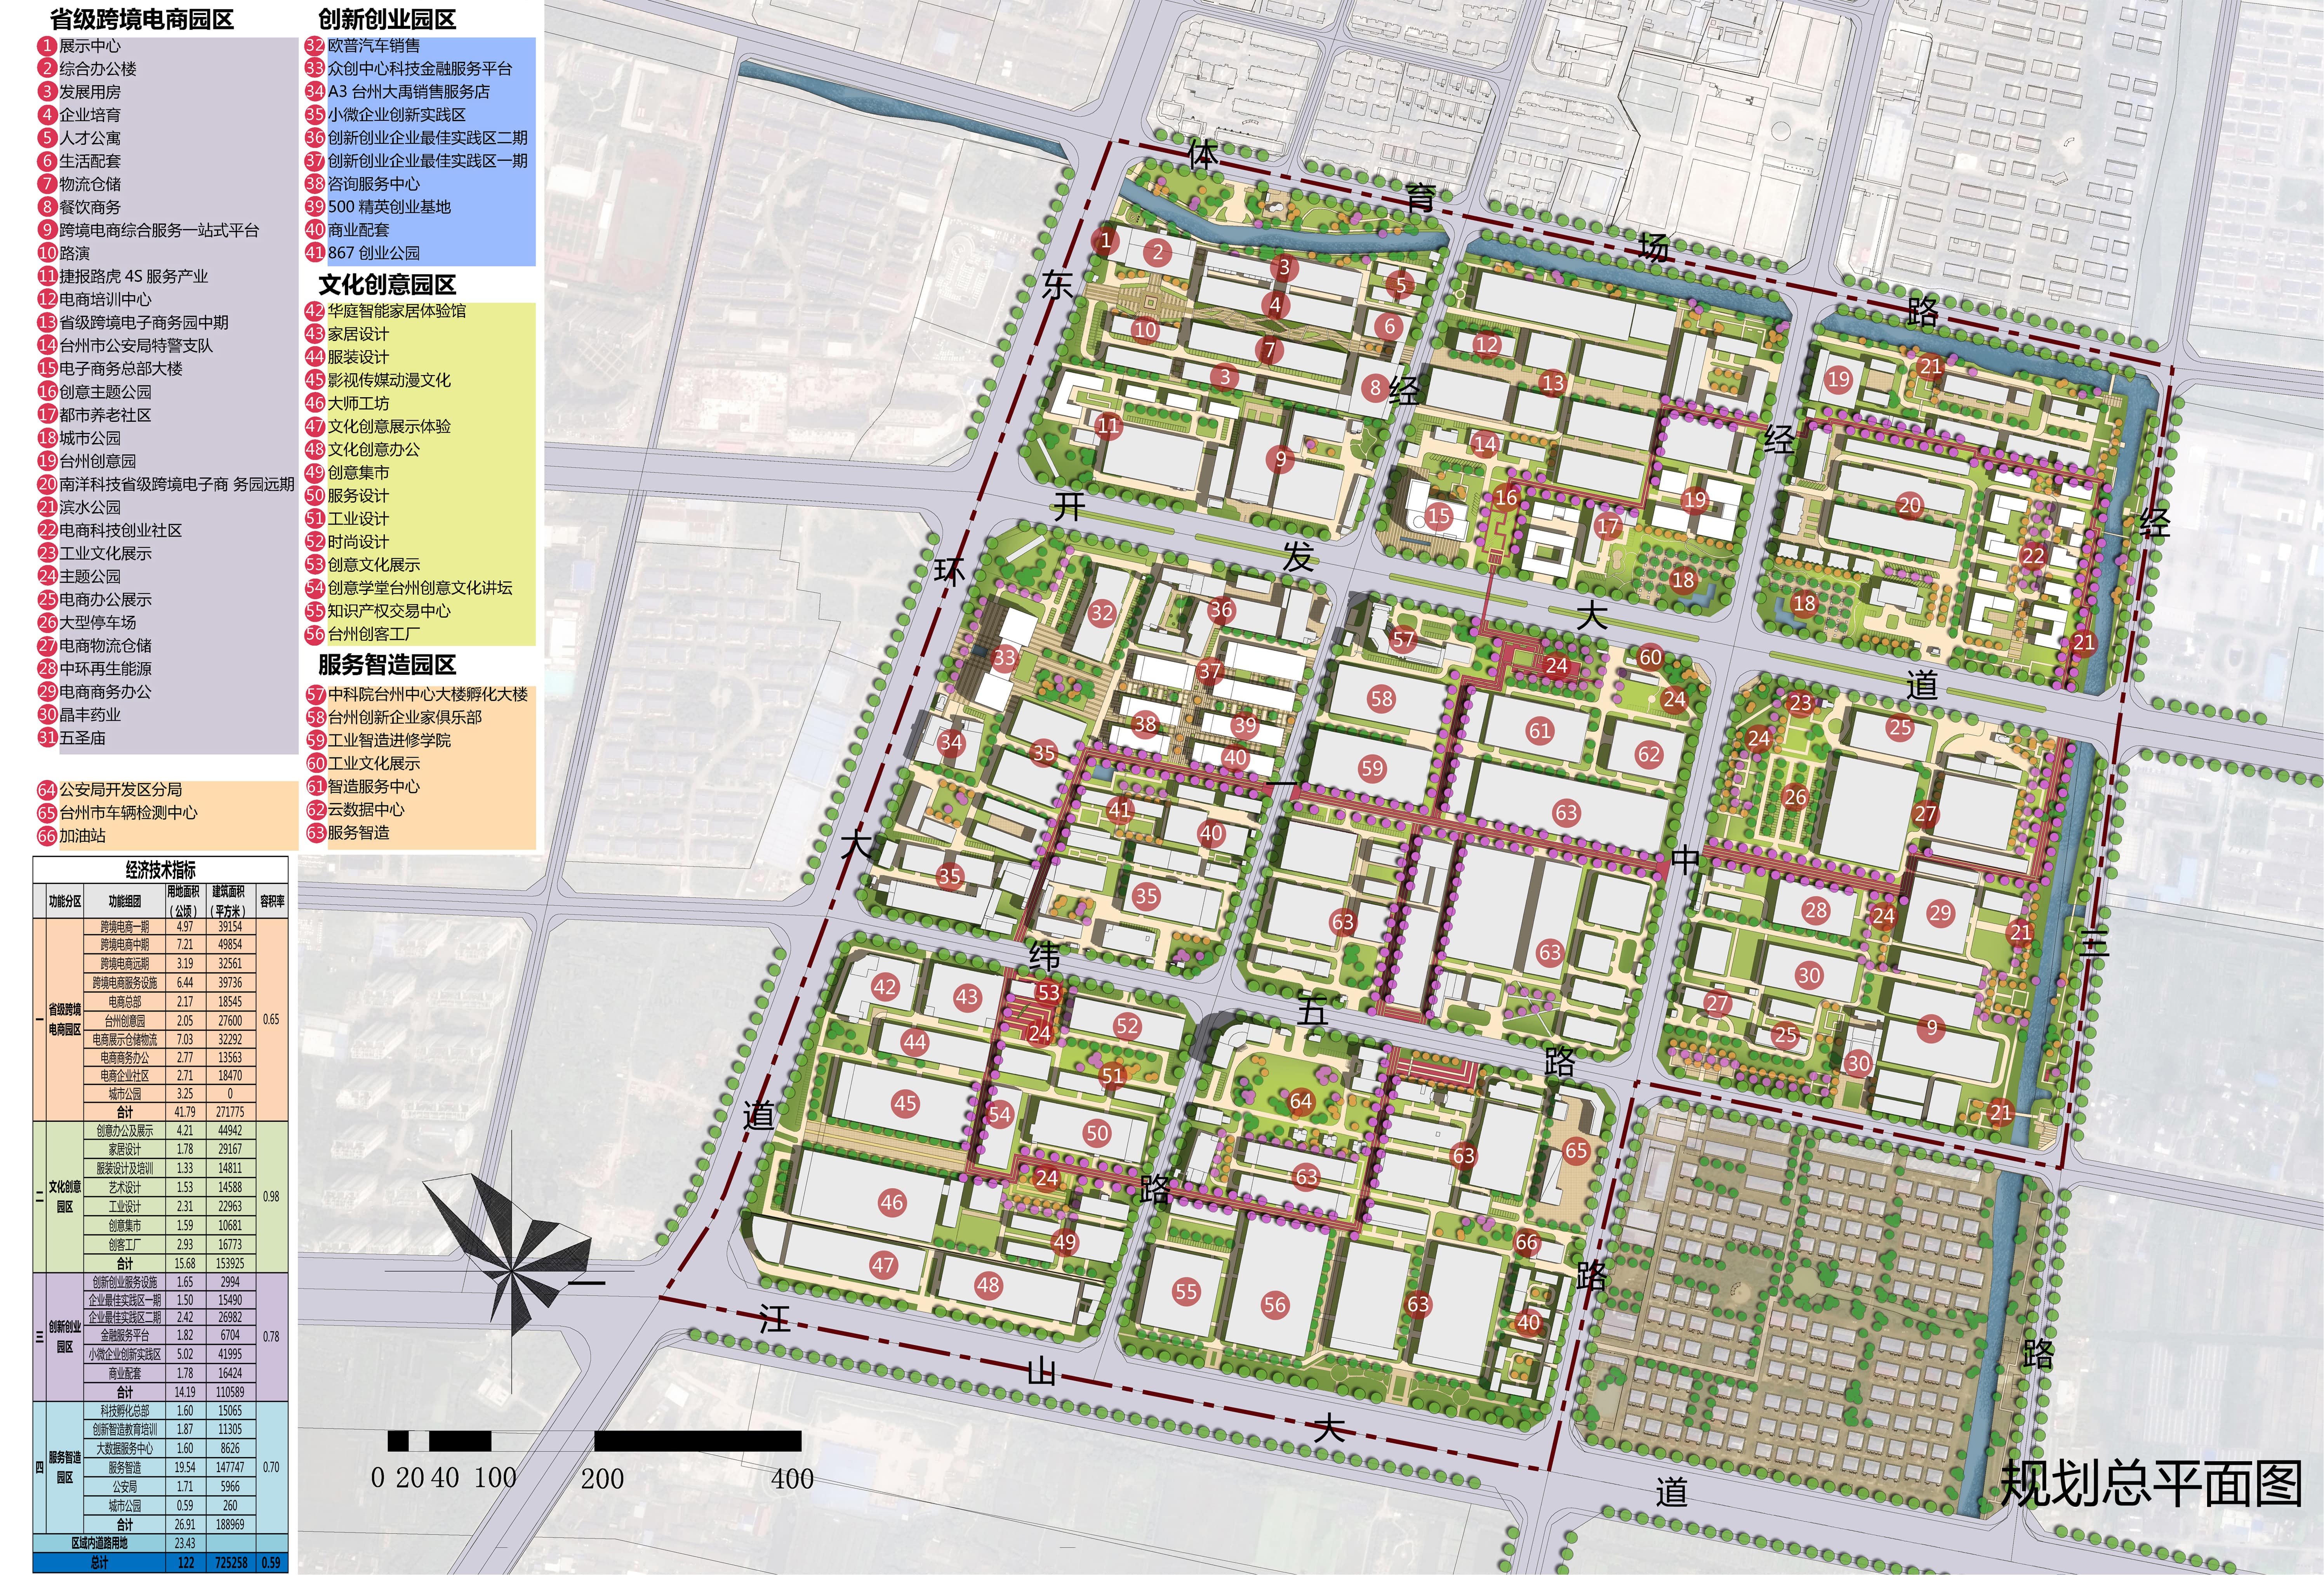 省级跨境电商园区
1 展示中心
2 综合办公楼
3 发展用房
4 企业培育
5 人才公寓
6 生活配套
7 物流仓储
8 餐饮商务
9 跨境电商综合服务一站式平台
10 路演
11 捷报路虎 4S 服务产业
12 电商培训中心
13 省级跨境电子商务园中期
14 台州市公安局特警支队
15 电子商务总部大楼
16 创意主题公园
17 都市养老社区
18 城市公园
19 台州创意园
20 南洋科技省级跨境电子商 务园远期
21 滨水公园
22 电商科技创业社区
23 工业文化展示
24 主题公园
25 电商办公展示
26 大型停车场
27 电商物流仓储
28 中环再生能源
29 电商商务办公
30 晶丰药业
31 五圣庙
64 公安局开发区分局
65 台州市车辆检测中心
66 加油站
创新创业园区
32 欧普汽车销售
33 众创中心科技金融服务平台
34 A3 台州大禹销售服务店
35 小微企业创新实践区
36 创新创业企业最佳实践区二期
37 创新创业企业最佳实践区一期
38 咨询服务中心
39 500 精英创业基地
40 商业配套
41 867 创业公园
文化创意园区
42 华庭智能家居体验馆
43 家居设计
44 服装设计
45 影视传媒动漫文化
46 大师工坊
47 文化创意展示体验
48 文化创意办公
49 创意集市
50 服务设计
51 工业设计
52 时尚设计
53 创意文化展示
54 创意学堂台州创意文化讲坛
55 知识产权交易中心
56 台州创客工厂
服务智造园区
57 中科院台州中心大楼孵化大楼
58 台州创新企业家俱乐部
59 工业智造进修学院
60 工业文化展示
61 智造服务中心
62 云数据中心
63 服务智造
经济技术指标
功能分区 功能组团 用地面积（公顷） 建筑面积（平方米） 容积率
一 省级跨境电商园区 0.65
跨境电商一期 4.97 39154
跨境电商中期 7.21 49854
跨境电商远期 3.19 32561
跨境电商服务设施 6.44 39736
电商总部 2.17 18545
台州创意园 2.05 27600
电商展示仓储物流 7.03 32292
电商商务办公 2.77 13563
电商企业社区 2.71 18470
城市公园 3.25 0
合计 41.79 271775
二 文化创意园区 0.98
创意办公及展示 4.21 44942
家居设计 1.78 29167
服装设计及培训 1.33 14811
艺术设计 1.53 14588
工业设计 2.31 22963
创意集市 1.59 10681
创客工厂 2.93 16773
合计 15.68 153925
三 创新创业园区 0.78
创新创业服务设施 1.65 2994
企业最佳实践区一期 1.50 15490
企业最佳实践区二期 2.42 26982
金融服务平台 1.82 6704
小微企业创新实践区 5.02 41995
商业配套 1.78 16424
合计 14.19 110589
四 服务智造园区 0.70
科技孵化总部 1.60 15065
创新智造教育培训 1.87 11305
大数据服务中心 1.60 8626
服务智造 19.54 147747
公安局 1.71 5966
城市公园 0.59 260
合计 26.91 188969
区域内道路用地 23.43
总计 122 725258 0.59
体育场路
东环大道
开发大道
经一路
经中路
经三路
纬五路
一江山大道
1
2
3
4
5
6
10
7
3
8
11
9
12
13
14
15
16
17
18
19
19
21
20
22
18
21
32
36
33
37
38
39
34
35
40
41
40
35
35
57
24
60
24
58
61
62
59
63
63
63
23
24
25
26
27
28
24
29
21
30
27
25
9
30
21
42
43
53
24
52
44
51
45
54
50
24
46
49
47
48
64
63
63
65
66
55
56
63
40
0 20 40 100 200 400
规划总平面图